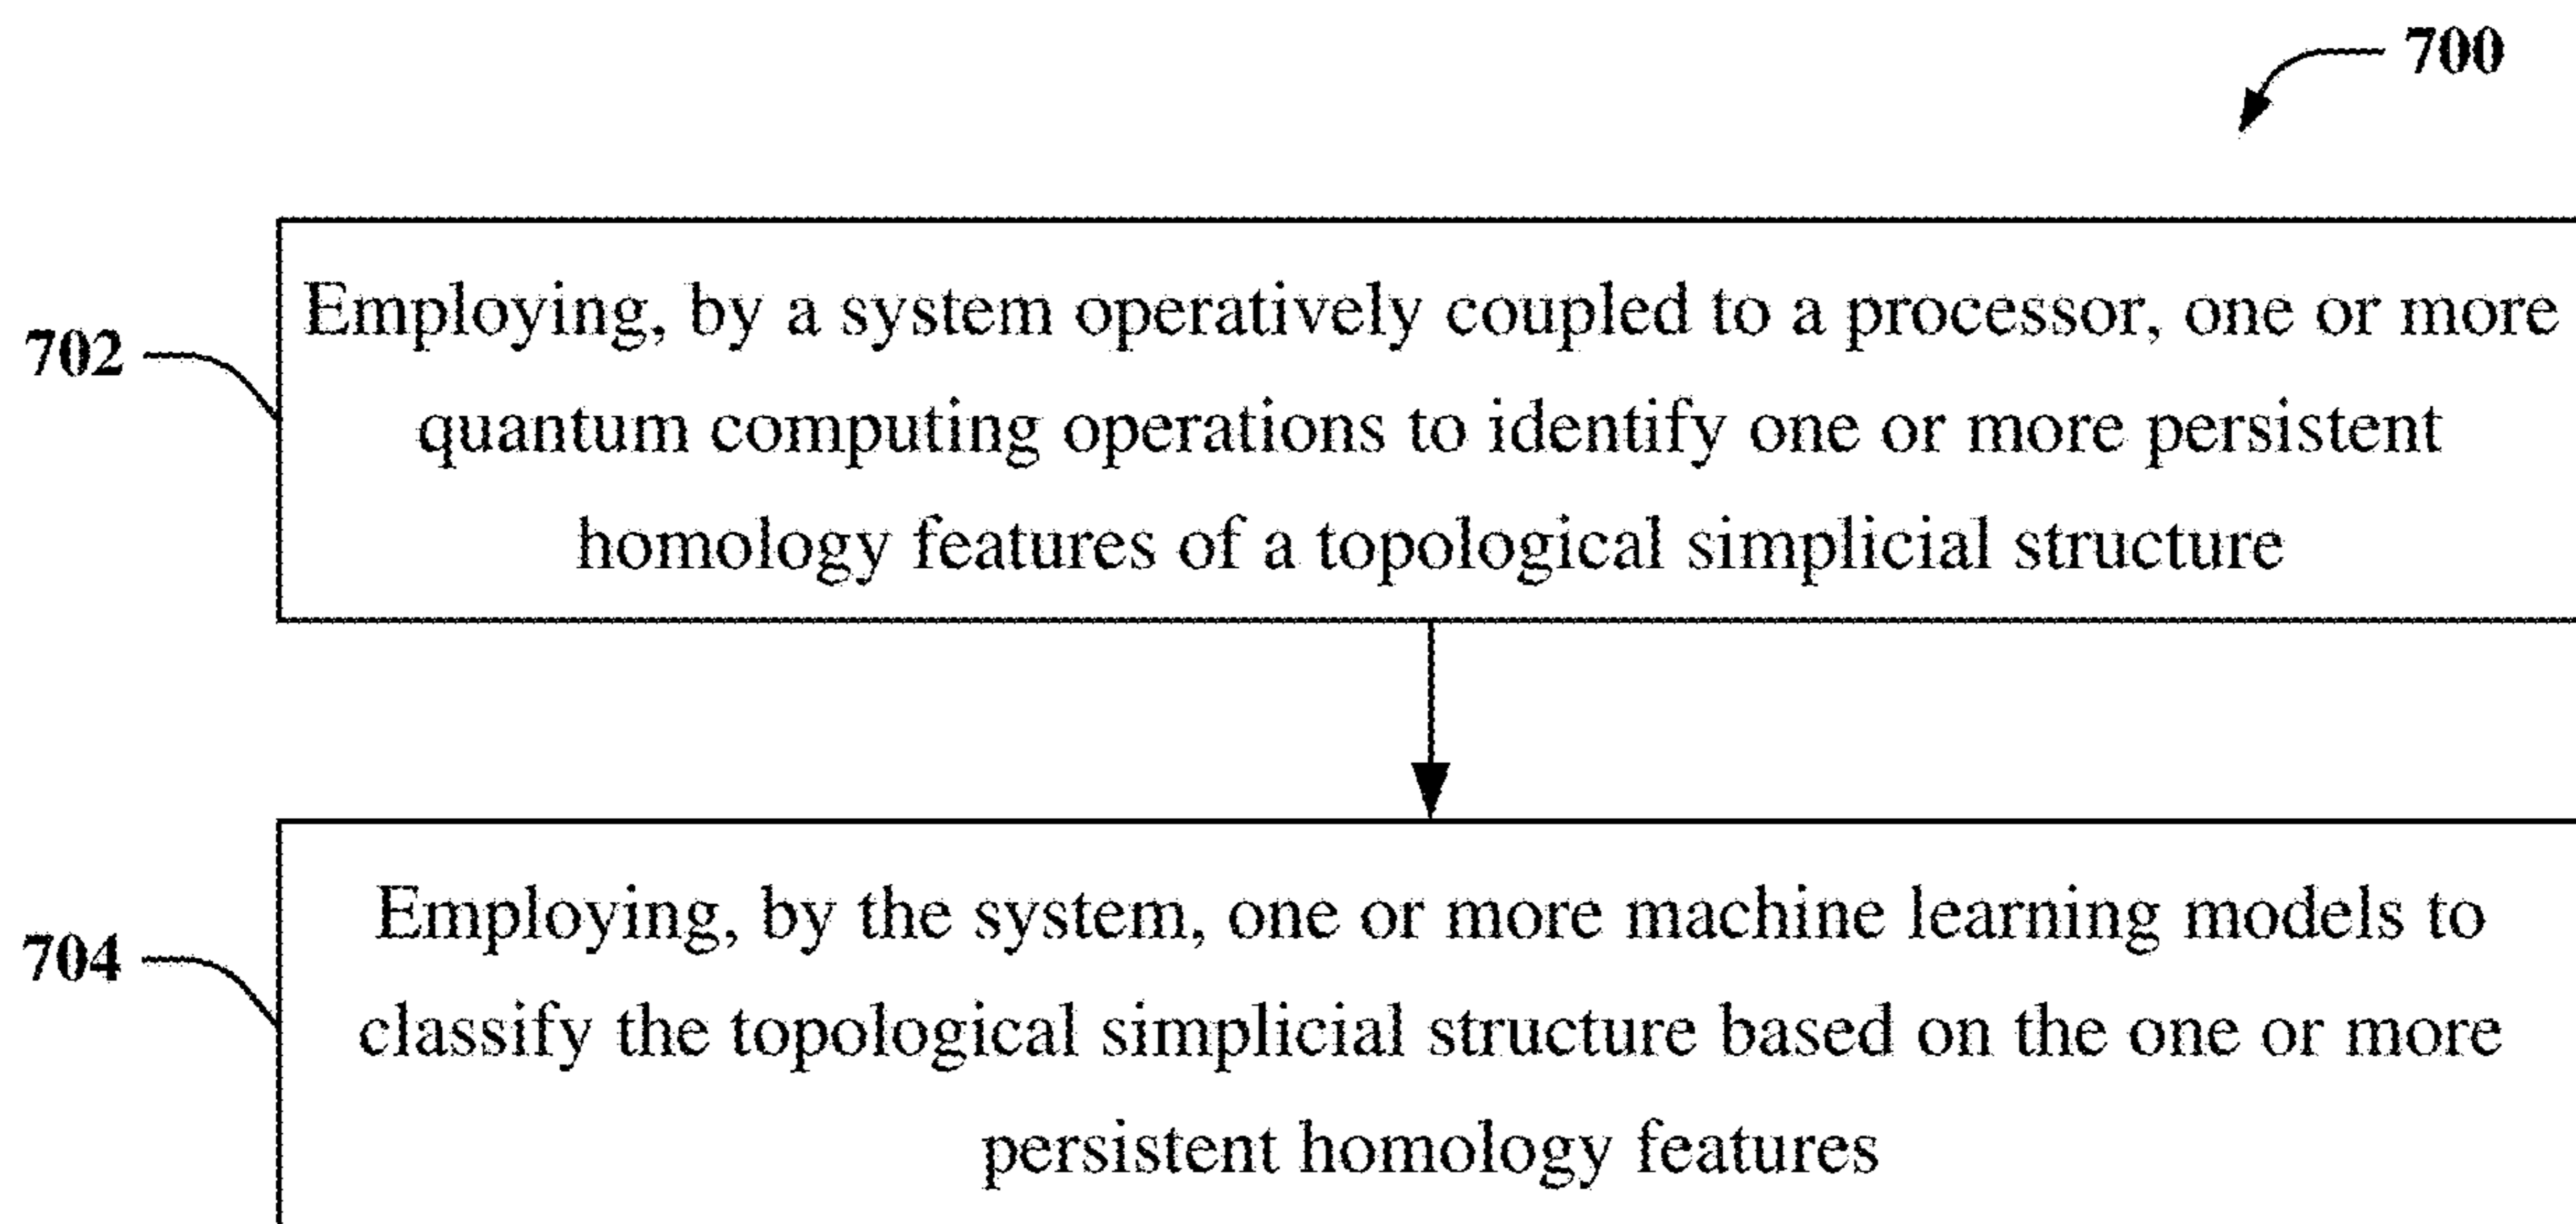 700
702
Employing, by a system operatively coupled to a processor, one or more
quantum computing operations to identify one or more persistent
homology features of a topological simplicial structure
704
Employing, by the system, one or more machine learning models to
classify the topological simplicial structure based on the one or more
persistent homology features